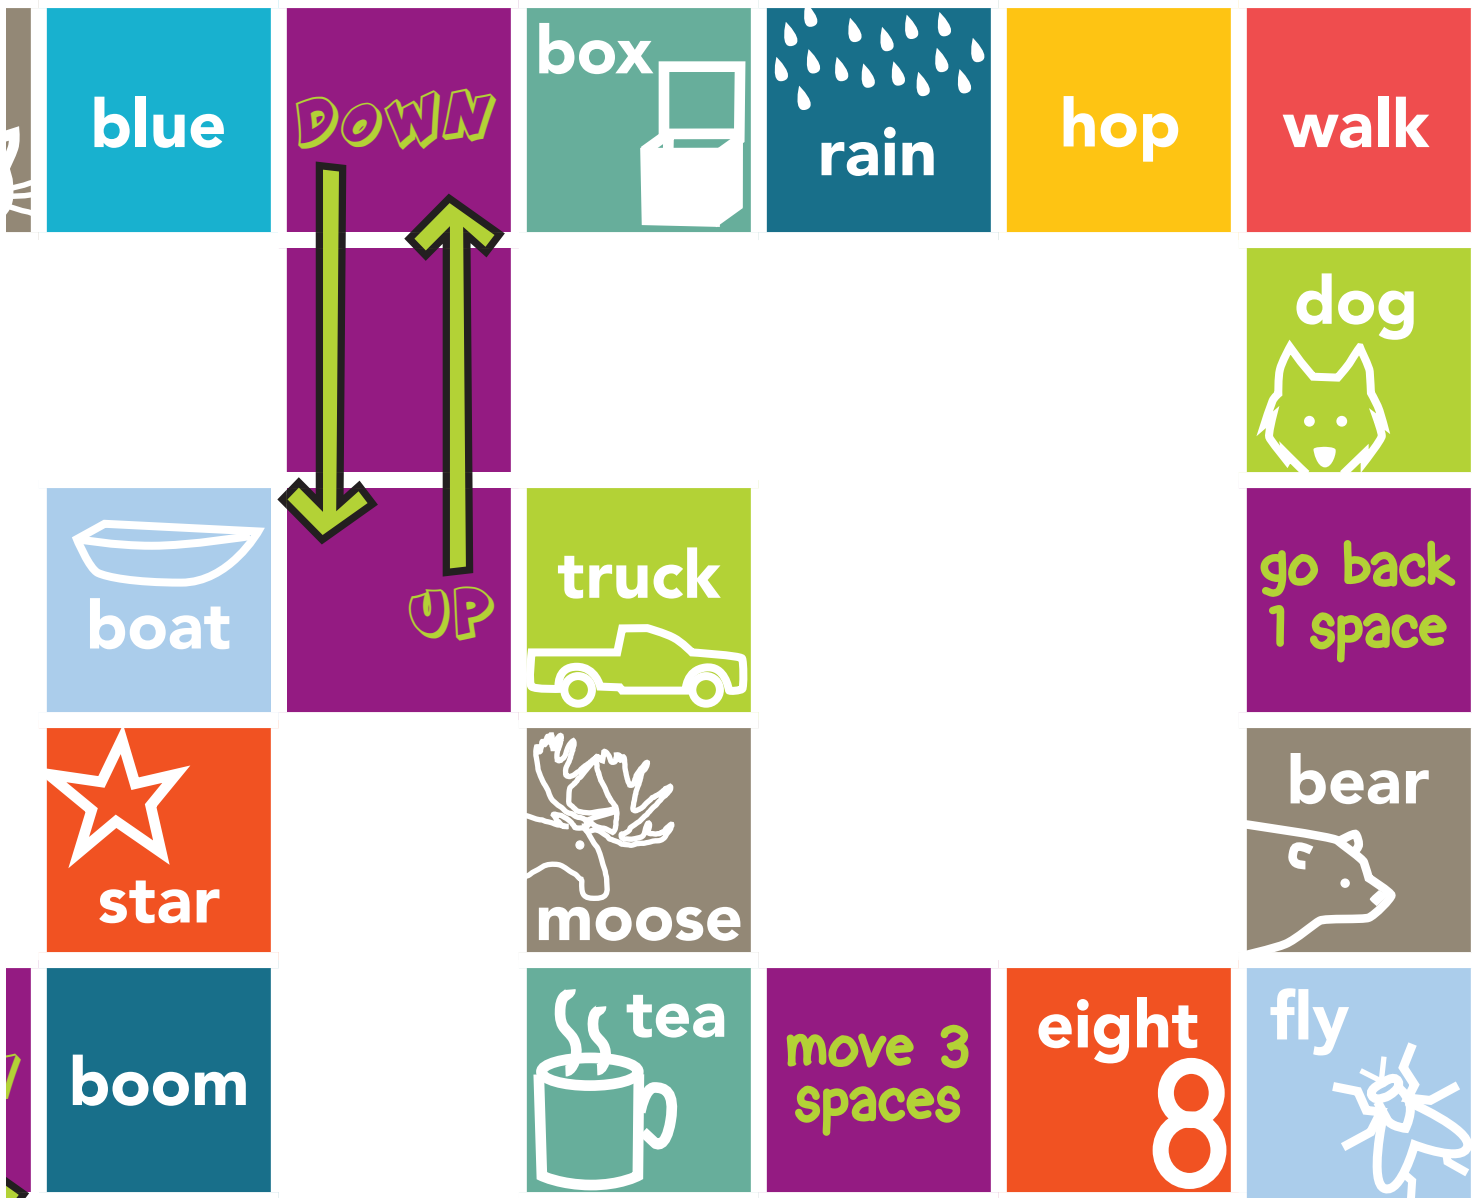 blue
DOWN
box
rain
hop
walk
dog
boat
UP
truck
go back
1 space
star
moose
bear
boom
tea
move 3
spaces
eight
8
fly